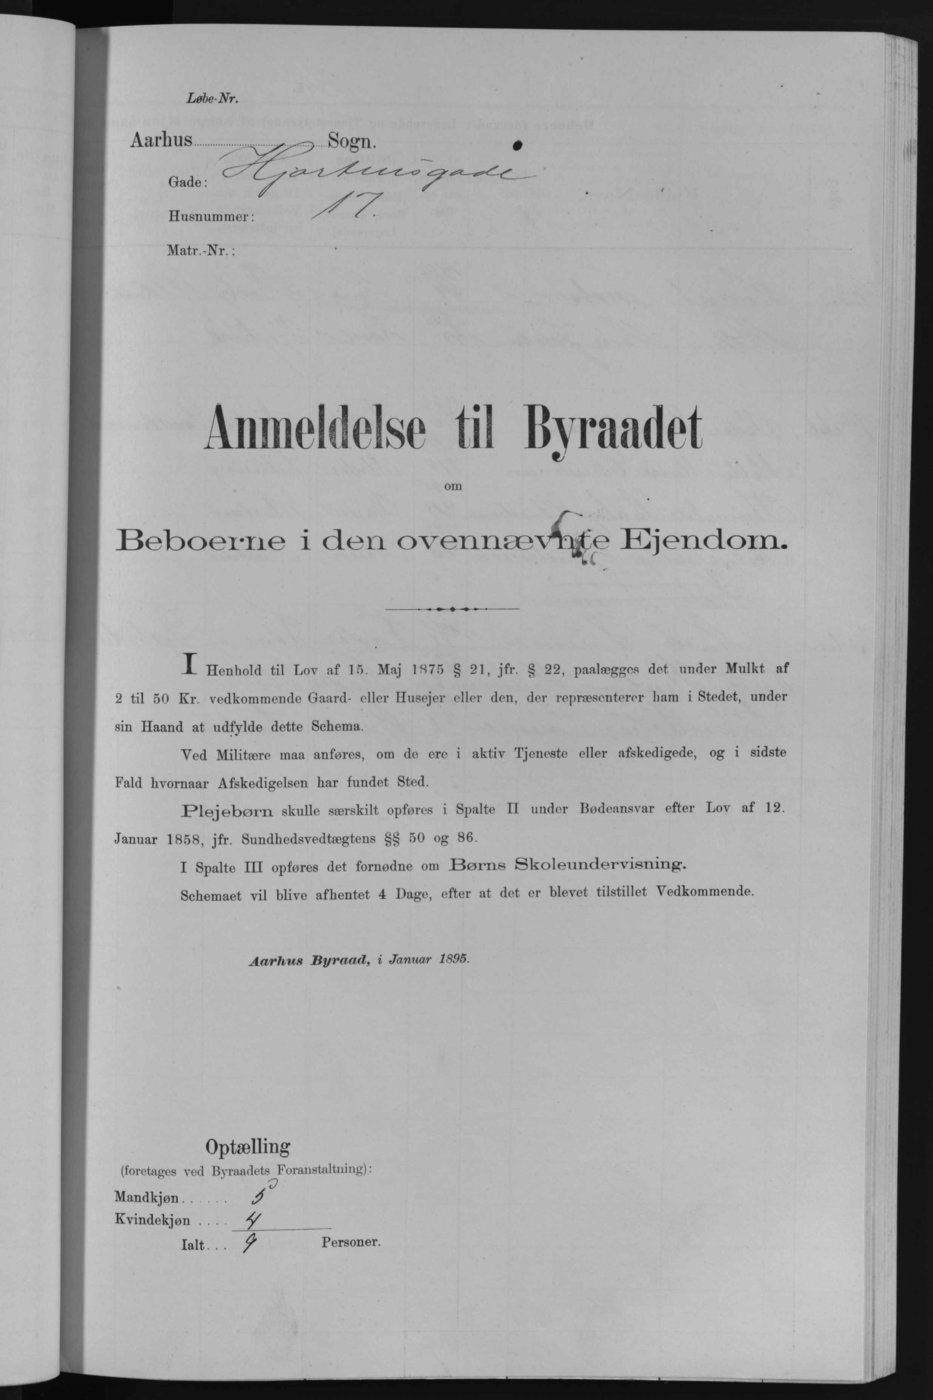 Løbe-Nr.
Aarhus Sogn.
Gade: Hjortensgade
Husnummer: 17.
Matr.-Nr.:
Anmeldelse til Byraadet
om
Beboerne i den ovennævnte Ejendom.
I Henhold til Lov af 15. Maj 1875 § 21, jfr. § 22, paalægges det under Mulkt af
2 til 50 Kr. vedkommende Gaard- eller Husejer eller den, der repræsenterer ham i Stedet, under
sin Haand at udfylde dette Schema.
Ved Militære maa anføres, om de ere i aktiv Tjeneste eller afskedigede, og i sidste
Fald hvornaar Afskedigelsen har fundet Sted.
Plejebørn skulle særskilt opføres i Spalte II under Bødeansvar efter Lov af 12.
Januar 1858, jfr. Sundhedsvedtægtens §§ 50 og 86.
I Spalte III opføres det fornødne om Børns Skoleundervisning.
Schemaet vil blive afhentet 4 Dage, efter at det er blevet tilstillet Vedkommende.
Aarhus Byraad, i Januar 1895.
Optælling
(foretages ved Byraadets Foranstaltning):
Mandkjøn...... 5
Kvindekjøn .... 4
Ialt... 9 Personer.